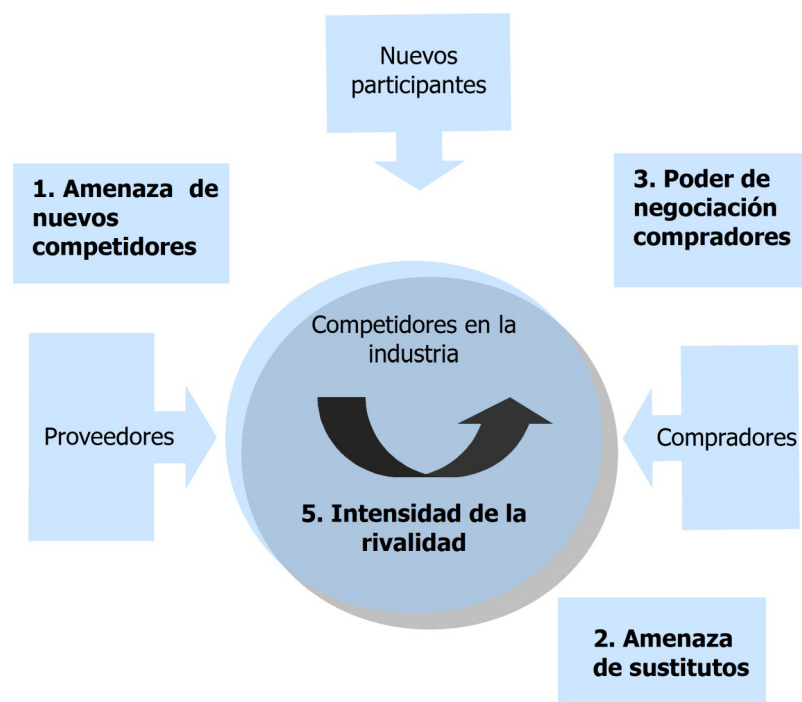 Nuevos
participantes
1. Amenaza de
nuevos
competidores
3. Poder de
negociación
compradores
Competidores en la
industria
Proveedores
Compradores
5. Intensidad de la
rivalidad
2. Amenaza
de sustitutos